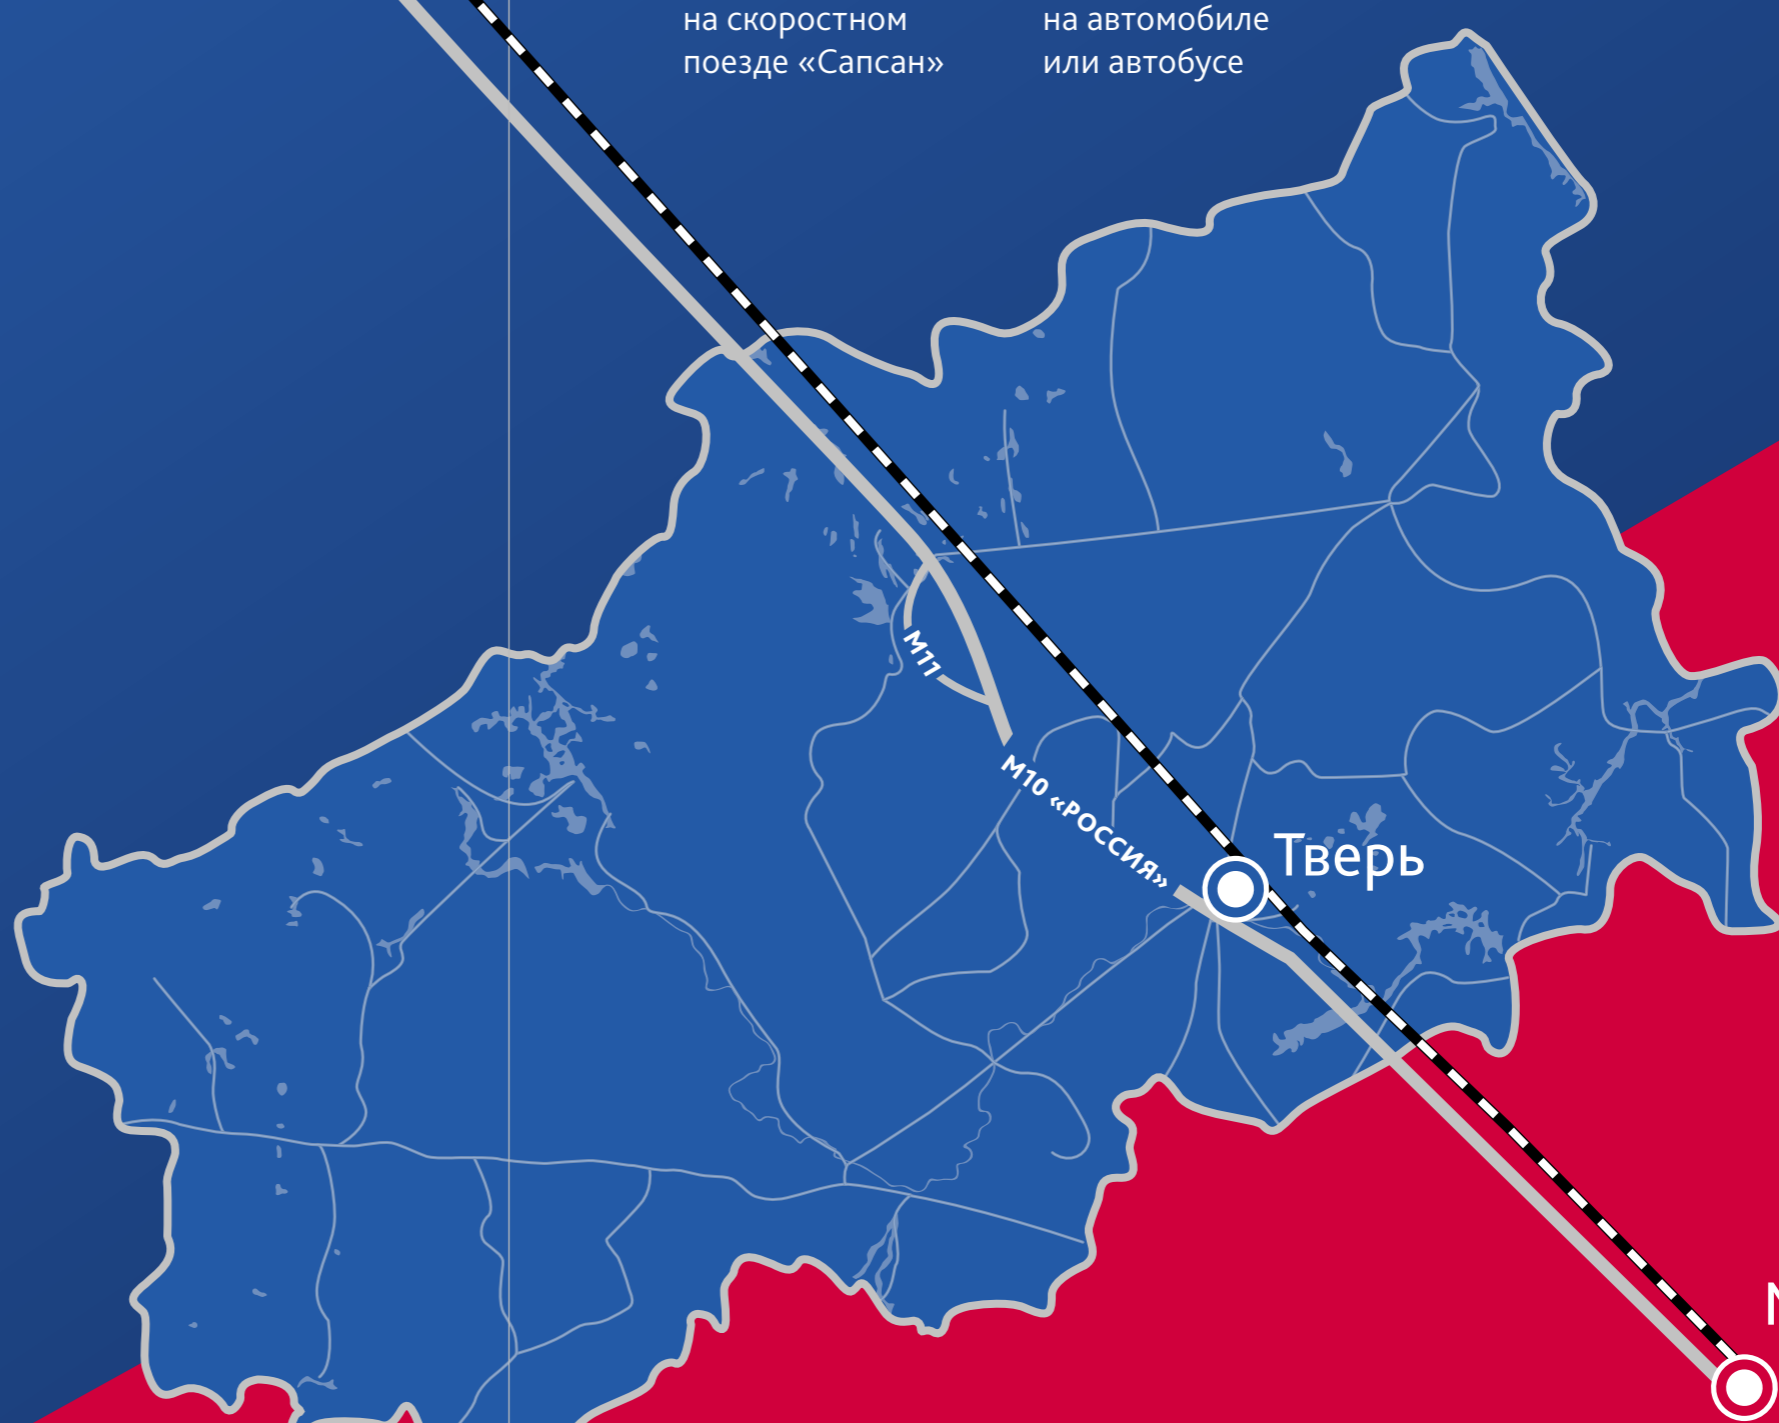 на скоростном
поезде «Сапсан»
на автомобиле
или автобусе
М11
М10 «РОССИЯ»
Тверь